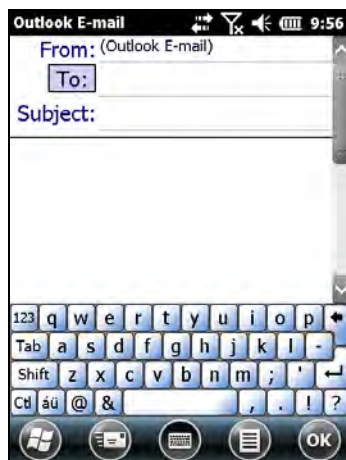 Outlook E-mail 9:56
From: (Outlook E-mail)
To:
Subject:
123 q w e r t y u i o p
Tab a s d f g h j k l -
Shift z x c v b n m ; '
Ctl áü @ & , . ! ?
OK